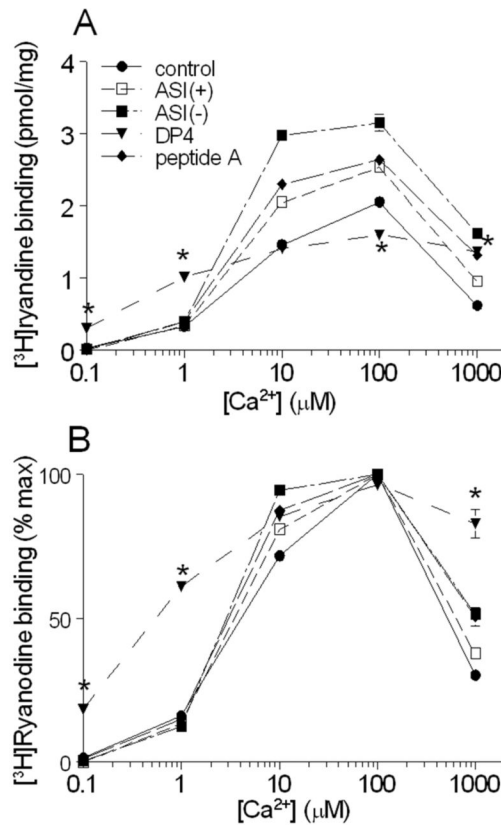 A
[³H]ryandine binding (pmol/mg)
4
3
2
1
0
control
ASI(+)
ASI(-)
DP4
peptide A
*
*
*
*
0.1
1
10
100
1000
[Ca²⁺] (μM)
B
[³H]Ryanodine binding (% max)
100
50
0
*
*
*
0.1
1
10
100
1000
[Ca²⁺] (μM)